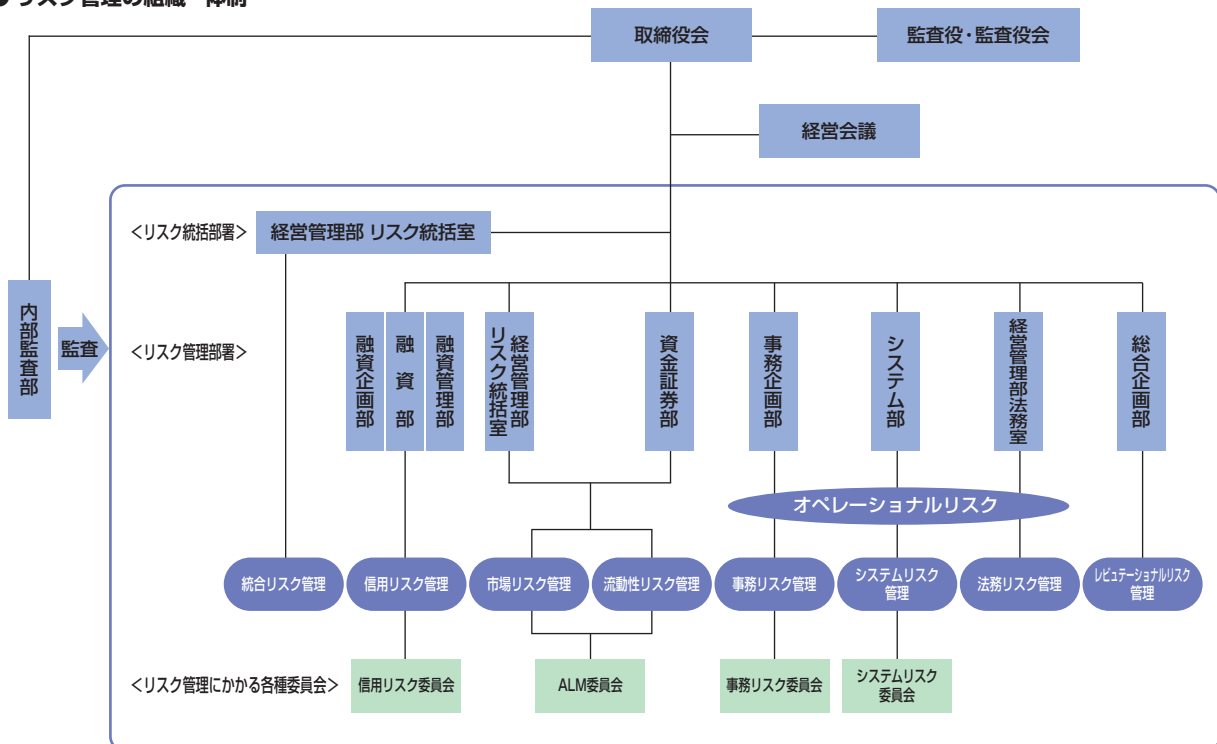 リスク管理の組織・体制
取締役会
監査役・監査役会
経営会議
<リスク統括部署>
経営管理部 リスク統括室
内部監査部
監査
<リスク管理部署>
融資企画部
融資部
融資管理部
経営管理部
リスク統括室
資金証券部
事務企画部
システム部
経営管理部法務室
総合企画部
オペレーショナルリスク
統合リスク管理
信用リスク管理
市場リスク管理
流動性リスク管理
事務リスク管理
システムリスク
管理
法務リスク管理
レピュテーショナルリスク
管理
<リスク管理にかかる各種委員会>
信用リスク委員会
ALM委員会
事務リスク委員会
システムリスク
委員会